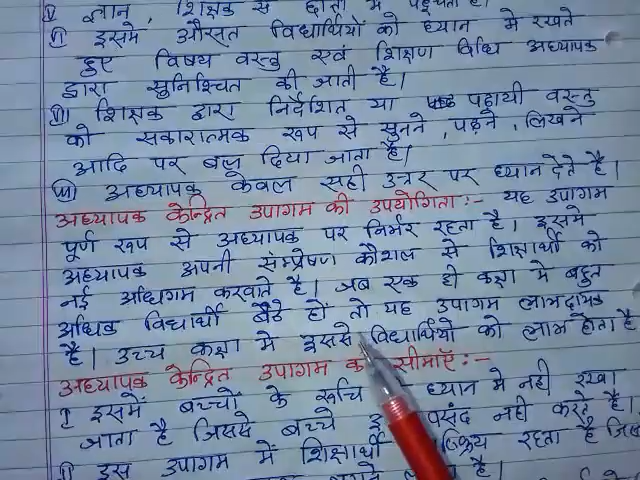 ज्ञान, शिक्षक से छात्रों में पहुंचता है।
इसमे औसत विद्यार्थियों को ध्यान में रखते
हुए विषय वस्तु एवं शिक्षण विधि अध्यापक
द्वारा सुनिश्चित की जाती है।
शिक्षक द्वारा निर्देशित या पढ़ायी वस्तु
को सकारात्मक रूप से सुनने, पढ़ने, लिखने
आदि पर बल दिया जाता है।
अध्यापक केवल सही उत्तर पर ध्यान देते है।
अध्यापक केन्द्रित उपागम की उपयोगिता:- यह उपागम
पूर्ण रूप से अध्यापक पर निर्भर रहता है। इसमे
अध्यापक अपनी संम्प्रेषण कौशल से शिक्षार्थी को
नई अधिगम करवाते है। जब एक ही कक्षा मे बहुत
अधिक विद्यार्थी बैठे हों तो यह उपागम लाभदायक
है। उच्च कक्षा मे इससे विद्यार्थियो को लाभ होता है
अध्यापक केन्द्रित उपागम की सीमाएँ:-
इसमें बच्चों के रूचि ध्यान मे नही रखा
जाता है जिससे बच्चे पसंद नही करते है।
इस उपागम में शिक्षार्थी रहता है